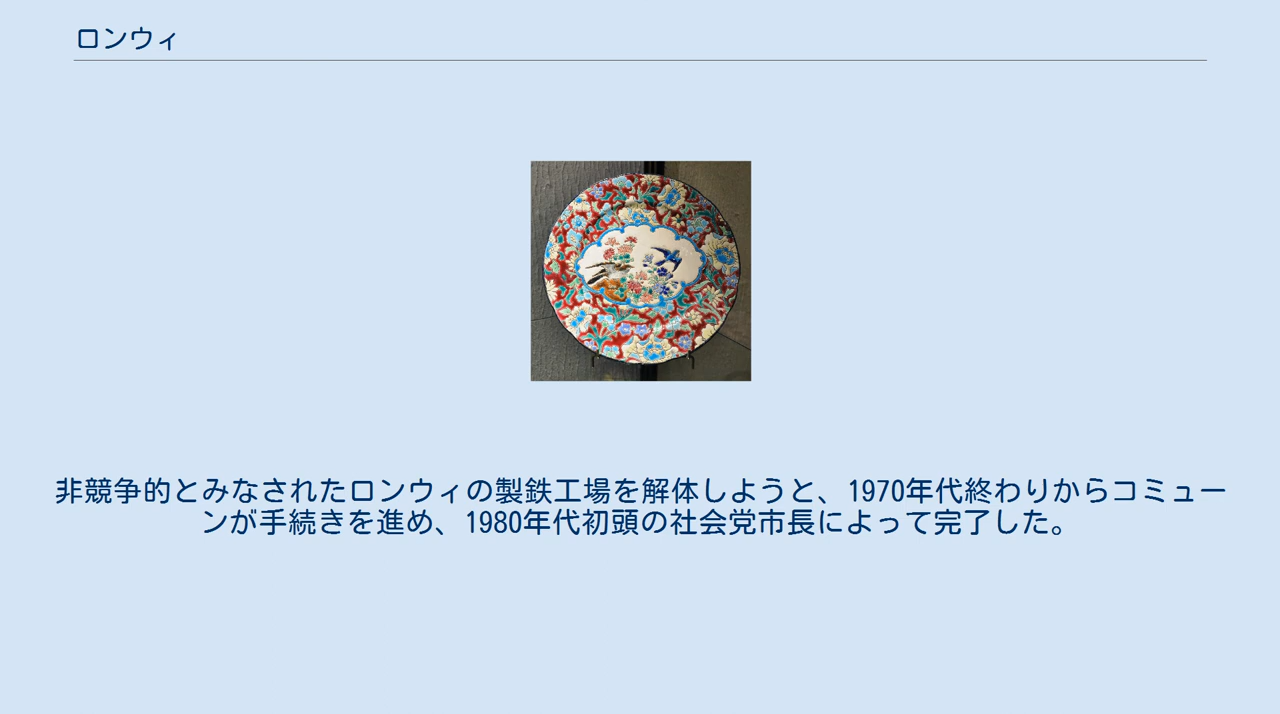 ロンウィ
非競争的とみなされたロンウィの製鉄工場を解体しようと、1970年代終わりからコミュー
ンが手続きを進め、1980年代初頭の社会党市長によって完了した。